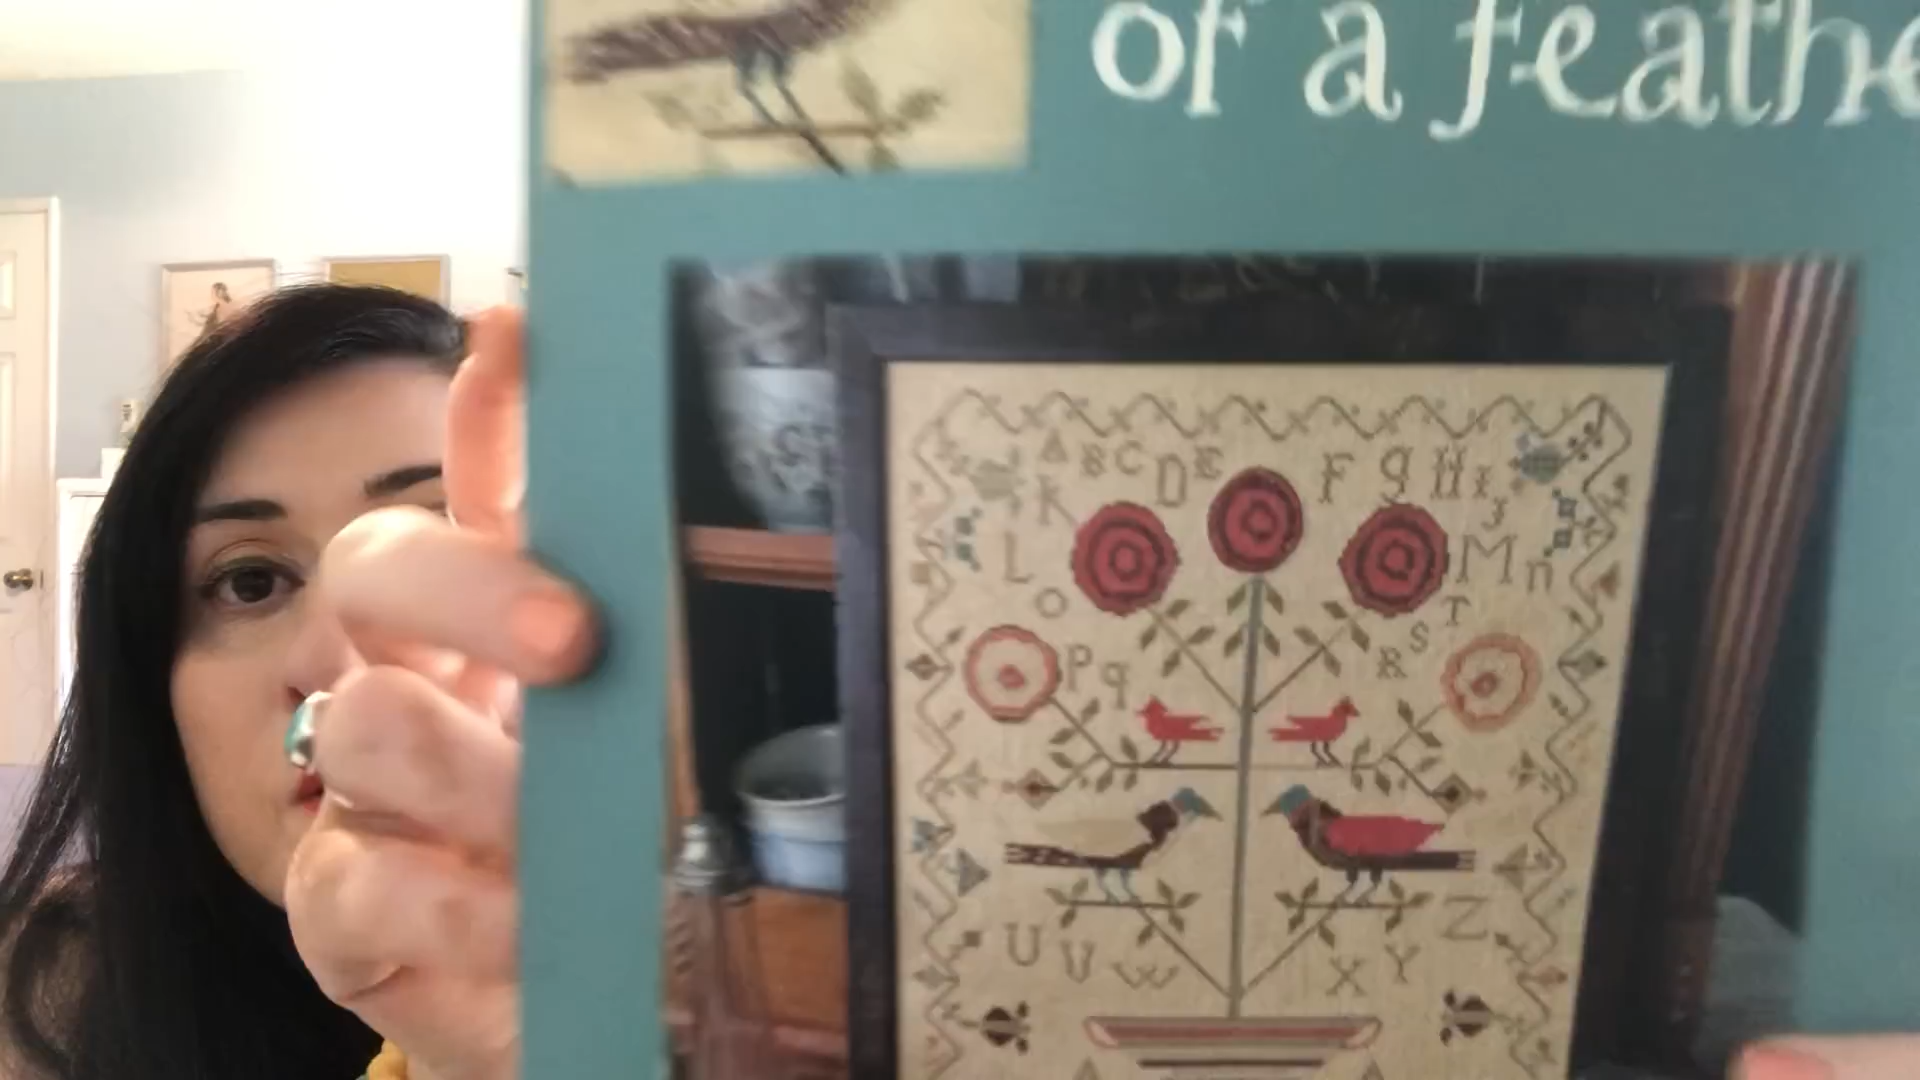 of a feathe
A B C D E F g H I
K J
L M n
O T
P q R S
U V W X Y Z